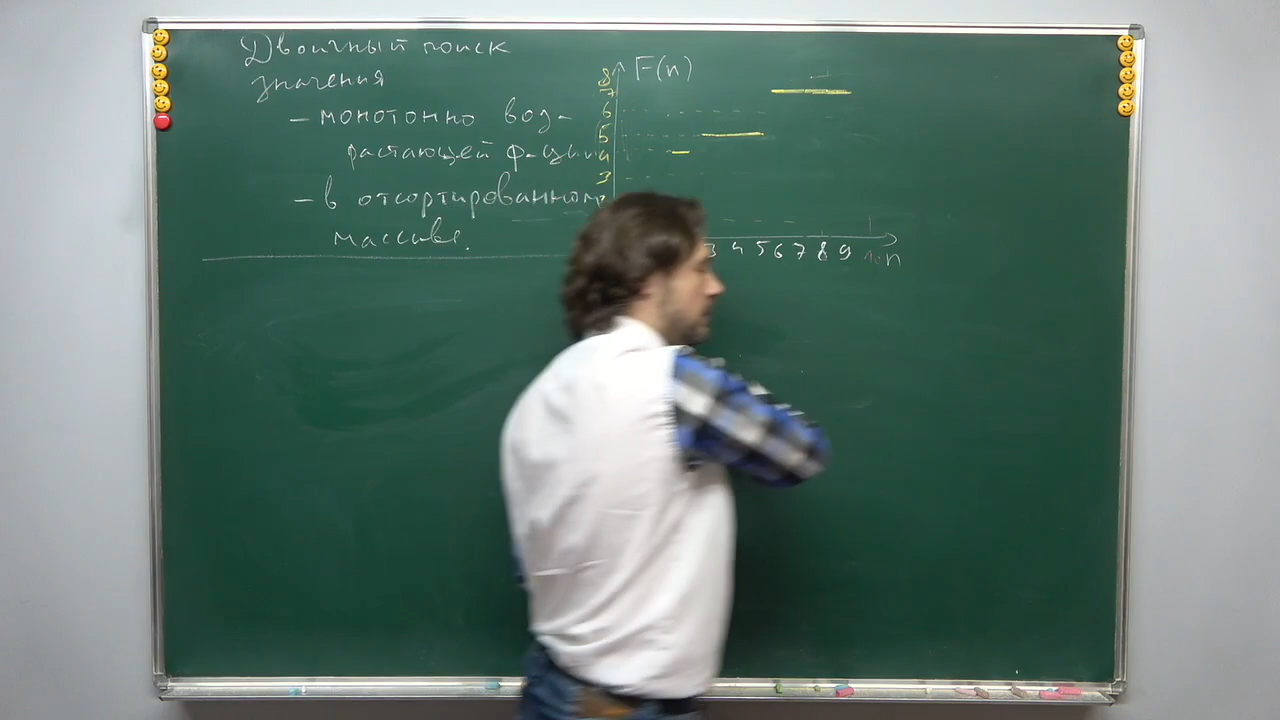 Двоичный поиск
значения
- монотонно воз-
растающей ф-ции
- в отсортированном
массиве.
F(n)
8
7
6
5
4
3
3 4 5 6 7 8 9 10 n